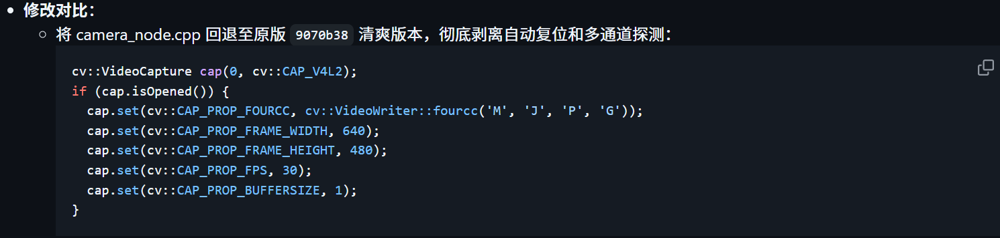 修改对比：
将 camera_node.cpp 回退至原版 9070b38 清爽版本，彻底剥离自动复位和多通道探测：
cv::VideoCapture cap(0, cv::CAP_V4L2);
if (cap.isOpened()) {
  cap.set(cv::CAP_PROP_FOURCC, cv::VideoWriter::fourcc('M', 'J', 'P', 'G'));
  cap.set(cv::CAP_PROP_FRAME_WIDTH, 640);
  cap.set(cv::CAP_PROP_FRAME_HEIGHT, 480);
  cap.set(cv::CAP_PROP_FPS, 30);
  cap.set(cv::CAP_PROP_BUFFERSIZE, 1);
}